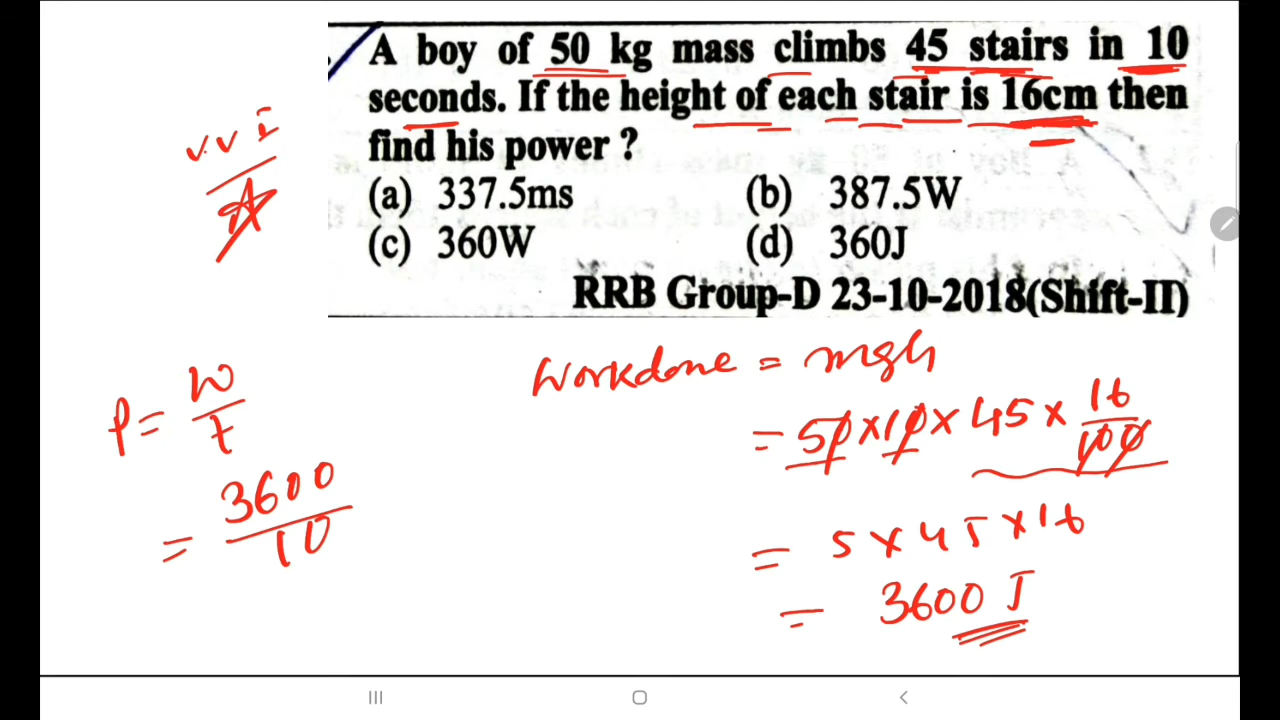 A boy of 50 kg mass climbs 45 stairs in 10
seconds. If the height of each stair is 16cm then
find his power ?
(a) 337.5ms (b) 387.5W
(c) 360W (d) 360J
RRB Group-D 23-10-2018(Shift-II)
v v I
Workdone = mgh
= 50 × 10 × 45 × 16/100
= 5 × 45 × 16
= 3600 J
P = W/t
= 3600/10